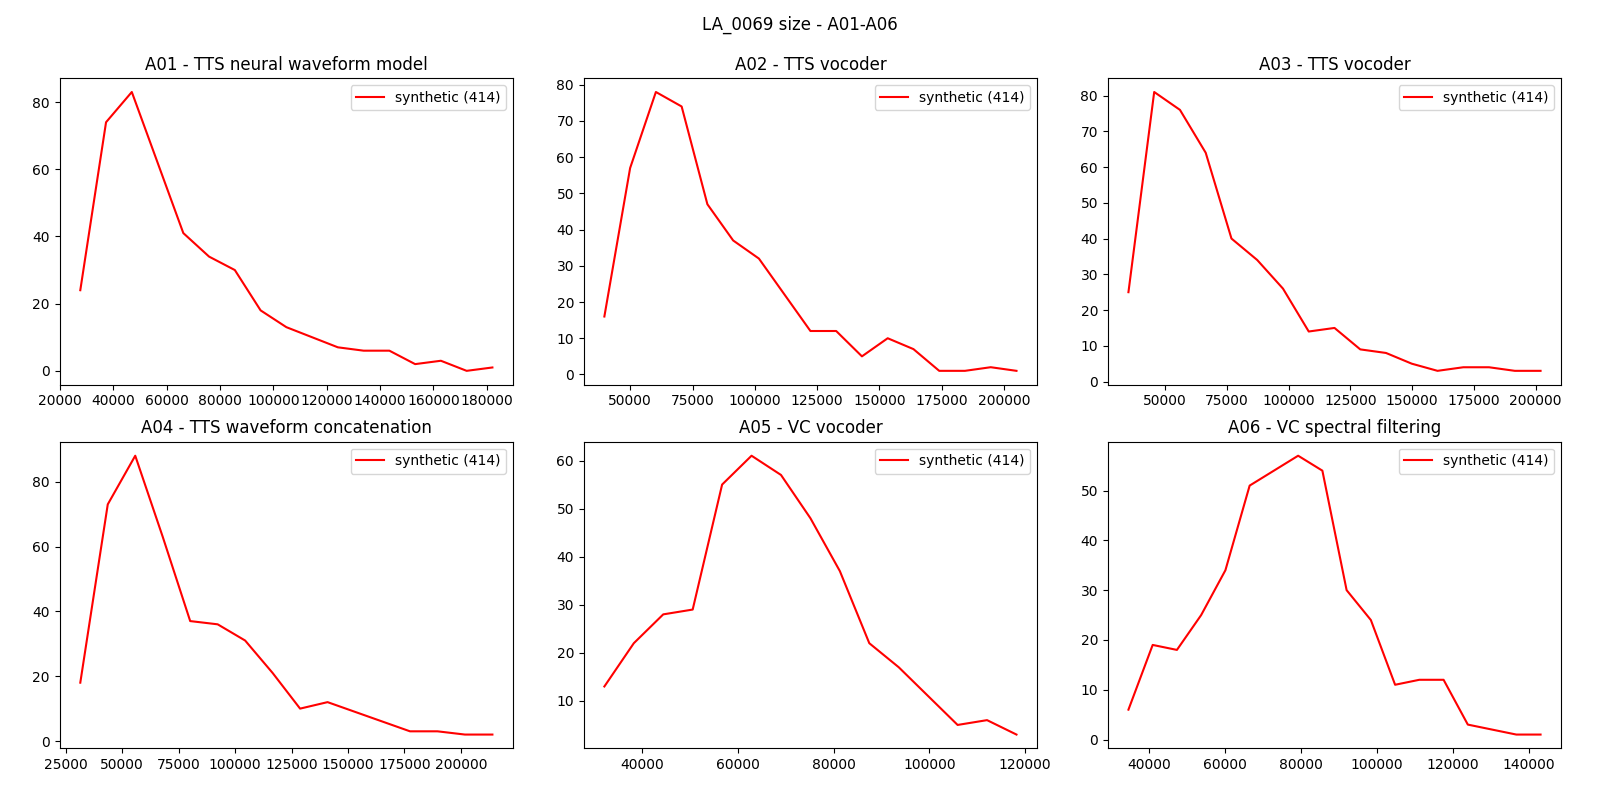 LA_0069 size - A01-A06
A01 - TTS neural waveform model
synthetic (414)
80
60
40
20
0
20000 40000 60000 80000 100000 120000 140000 160000 180000
A02 - TTS vocoder
synthetic (414)
80
70
60
50
40
30
20
10
0
50000 75000 100000 125000 150000 175000 200000
A03 - TTS vocoder
synthetic (414)
80
70
60
50
40
30
20
10
0
50000 75000 100000 125000 150000 175000 200000
A04 - TTS waveform concatenation
synthetic (414)
80
60
40
20
0
25000 50000 75000 100000 125000 150000 175000 200000
A05 - VC vocoder
synthetic (414)
60
50
40
30
20
10
40000 60000 80000 100000 120000
A06 - VC spectral filtering
synthetic (414)
50
40
30
20
10
0
40000 60000 80000 100000 120000 140000